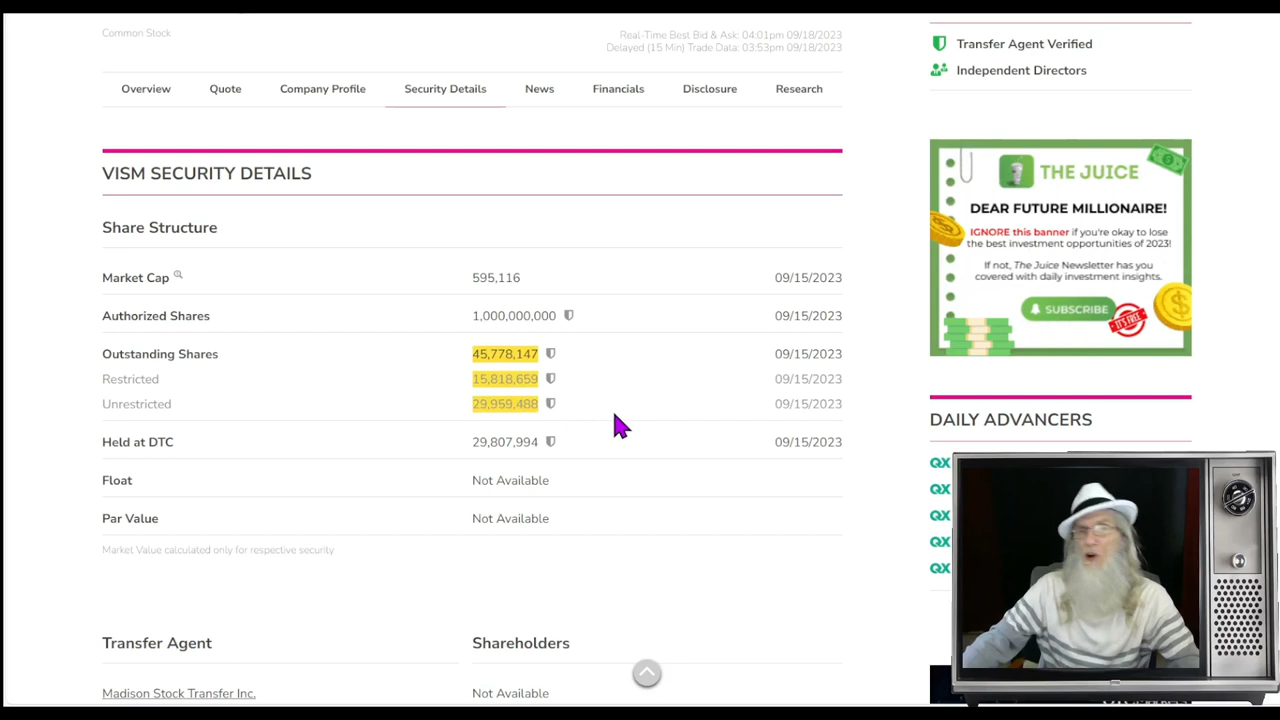 Common Stock
Real-Time Best Bid & Ask: 04:01pm 09/18/2023
Delayed (15 Min) Trade Data: 03:53pm 09/18/2023
Overview Quote Company Profile Security Details News Financials Disclosure Research
VISM SECURITY DETAILS
Share Structure
Market Cap 595,116 09/15/2023
Authorized Shares 1,000,000,000 09/15/2023
Outstanding Shares 45,778,147 09/15/2023
Restricted 15,818,659 09/15/2023
Unrestricted 29,959,488 09/15/2023
Held at DTC 29,807,994 09/15/2023
Float Not Available
Par Value Not Available
Market Value calculated only for respective security
Transfer Agent Shareholders
Madison Stock Transfer Inc. Not Available
Transfer Agent Verified
Independent Directors
THE JUICE
DEAR FUTURE MILLIONAIRE!
IGNORE this banner if you're okay to lose
the best investment opportunities of 2023!
If not, The Juice Newsletter has you
covered with daily investment insights.
SUBSCRIBE
IT'S FREE
DAILY ADVANCERS
QX
QX
QX
QX
QX